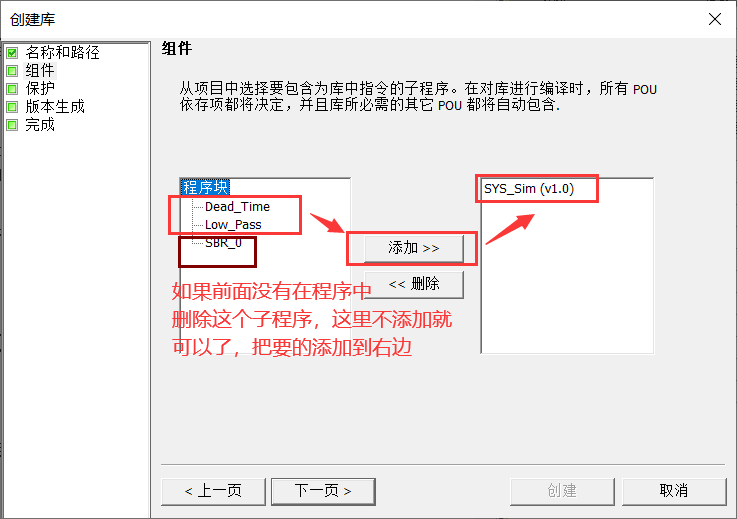 创建库
名称和路径
组件
保护
版本生成
完成
组件
从项目中选择要包含为库中指令的子程序。在对库进行编译时，所有 POU
依存项都将决定，并且库所必需的其它 POU 都将自动包含.
程序块
Dead_Time
Low_Pass
SBR_0
添加 >>
<< 删除
SYS_Sim (v1.0)
如果前面没有在程序中
删除这个子程序，这里不添加就
可以了，把要的添加到右边
< 上一页
下一页 >
创建
取消